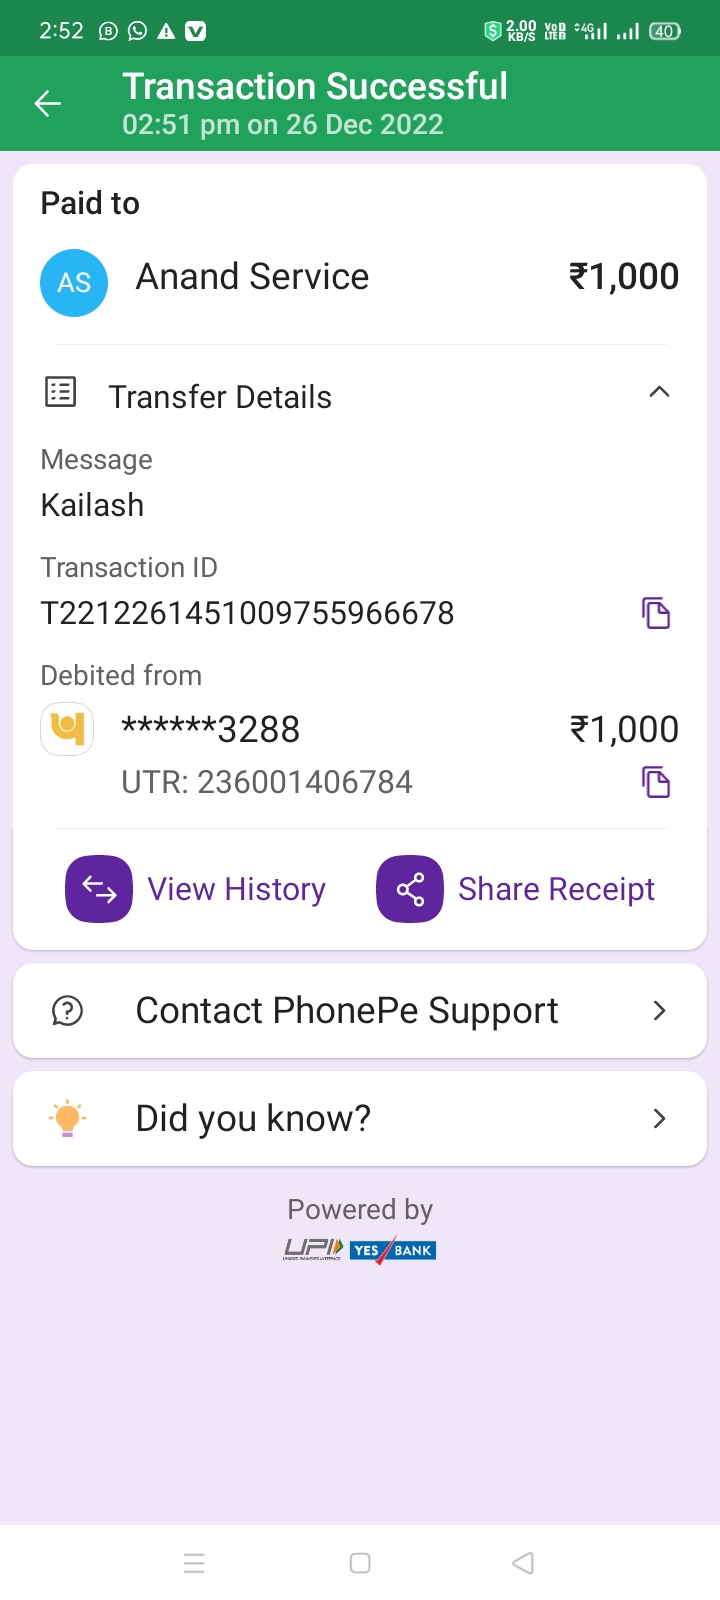 2:52 2.00 KB/S VoD LTE2 4G 40
Transaction Successful
02:51 pm on 26 Dec 2022
Paid to
AS Anand Service ₹1,000
Transfer Details
Message
Kailash
Transaction ID
T2212261451009755966678
Debited from
******3288 ₹1,000
UTR: 236001406784
View History Share Receipt
Contact PhonePe Support
Did you know?
Powered by
UPI YES BANK